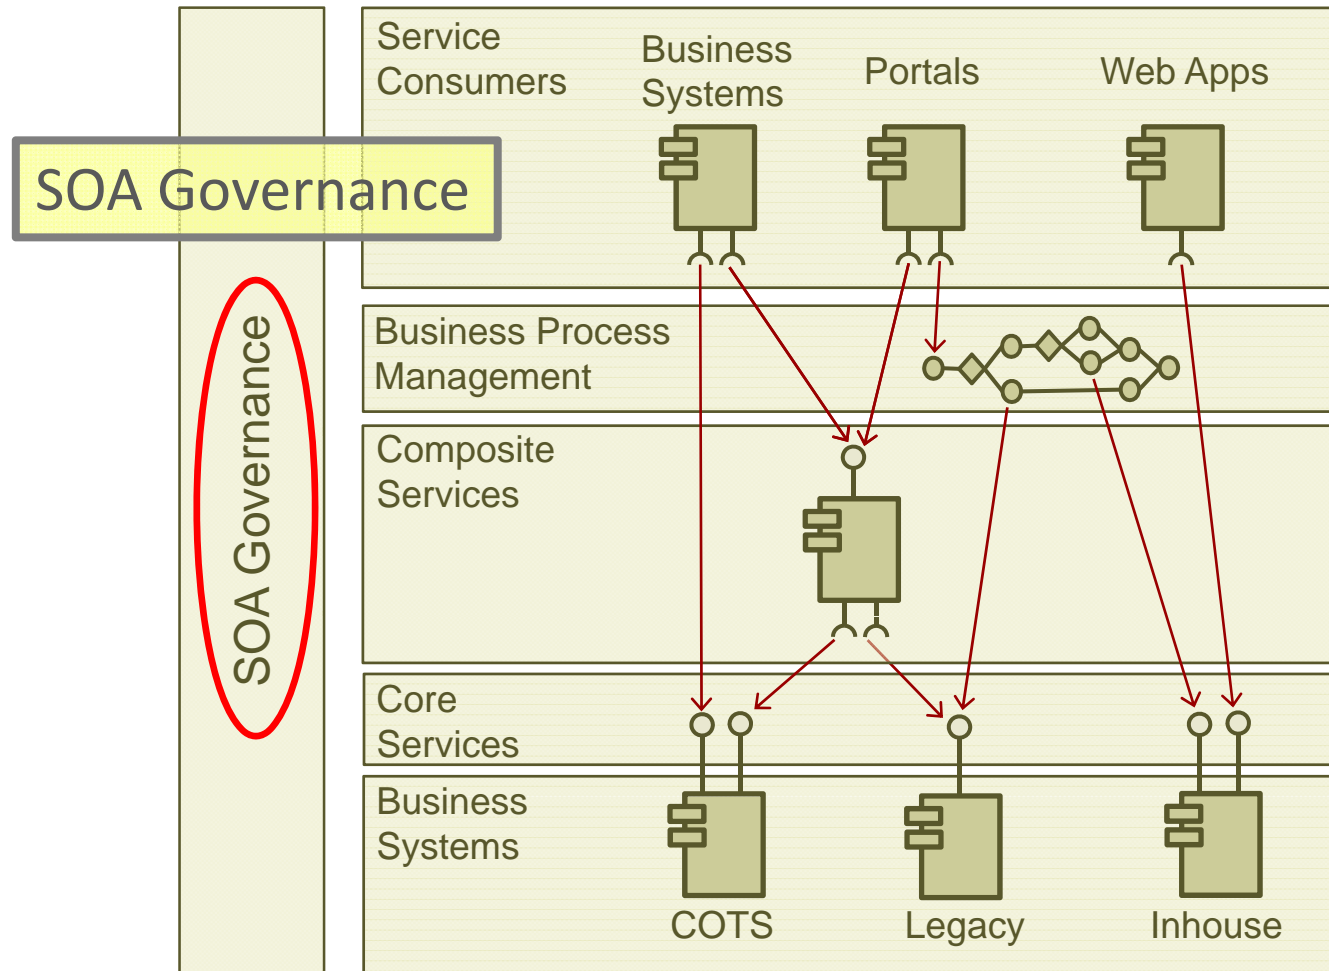 Service
Consumers
Business
Systems
Portals
Web Apps
SOA Governance
SOA Governance
Business Process
Management
Composite
Services
Core
Services
Business
Systems
COTS
Legacy
Inhouse